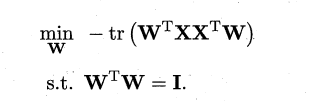 min − tr (WᵀXXᵀW)
W
s.t. WᵀW = I.